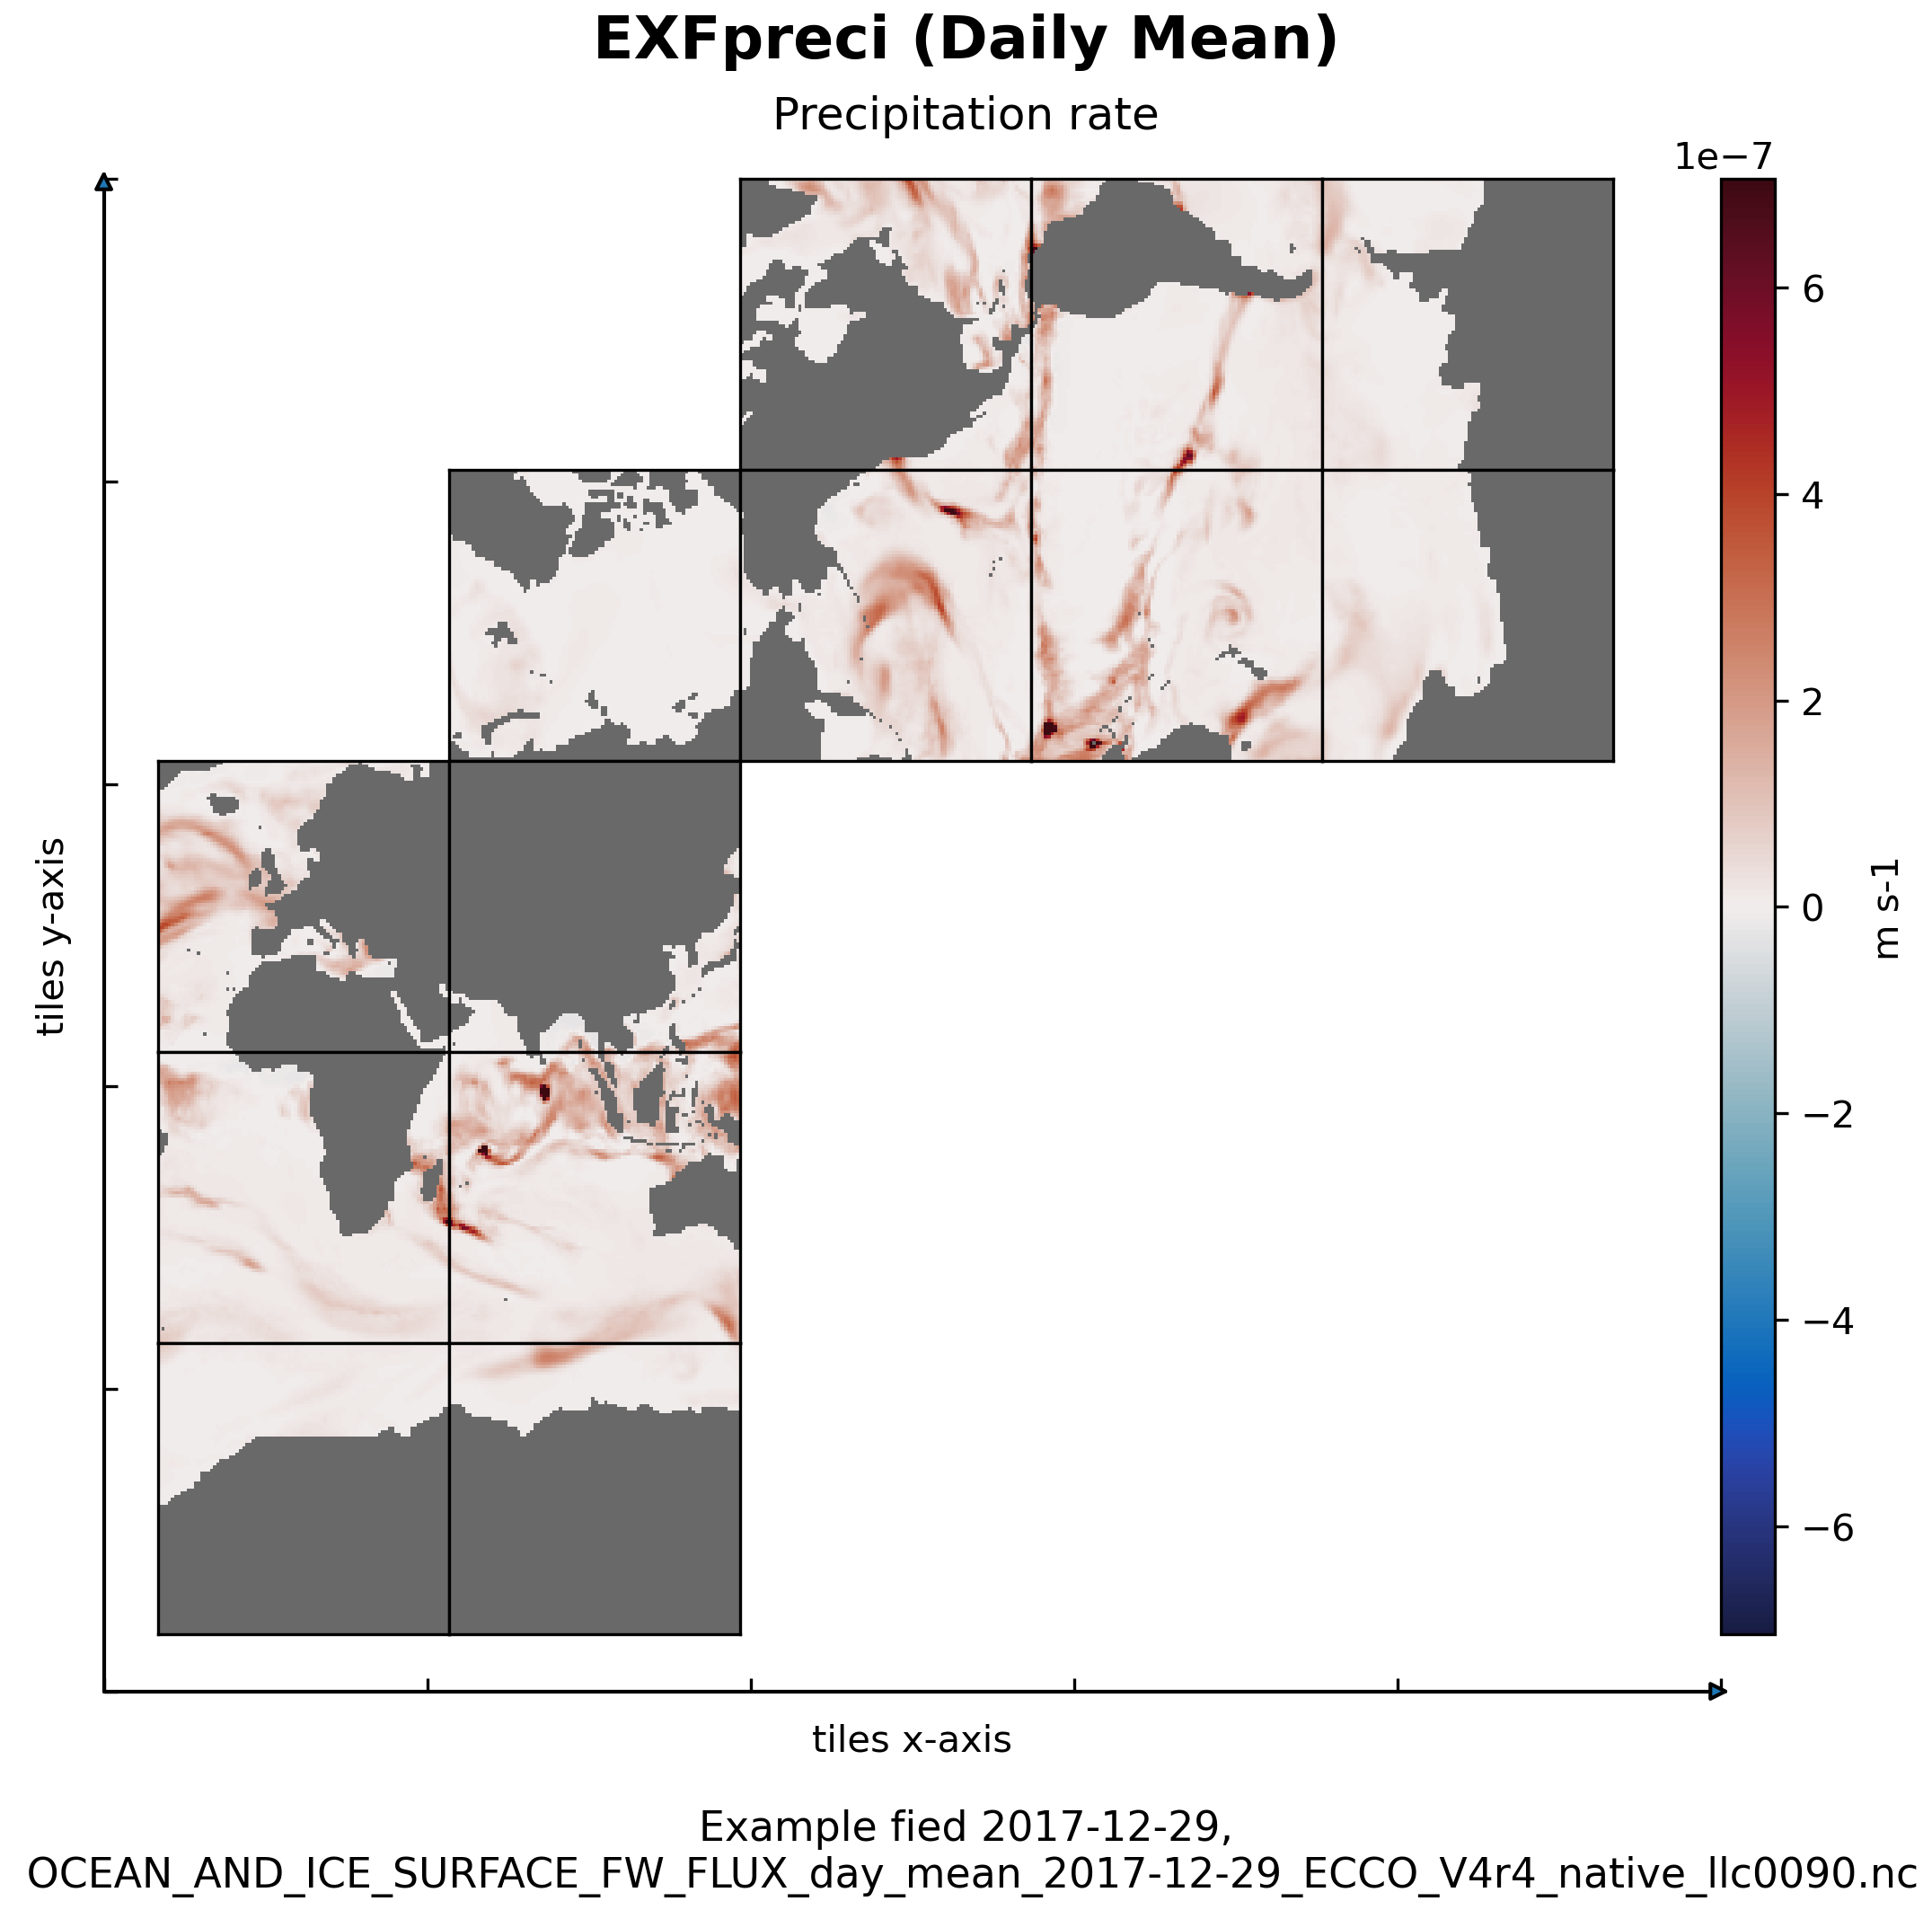 EXFpreci (Daily Mean)
Precipitation rate
1e−7
6
4
2
0
−2
−4
−6
m s-1
tiles y-axis
tiles x-axis
Example fied 2017-12-29,
OCEAN_AND_ICE_SURFACE_FW_FLUX_day_mean_2017-12-29_ECCO_V4r4_native_llc0090.nc